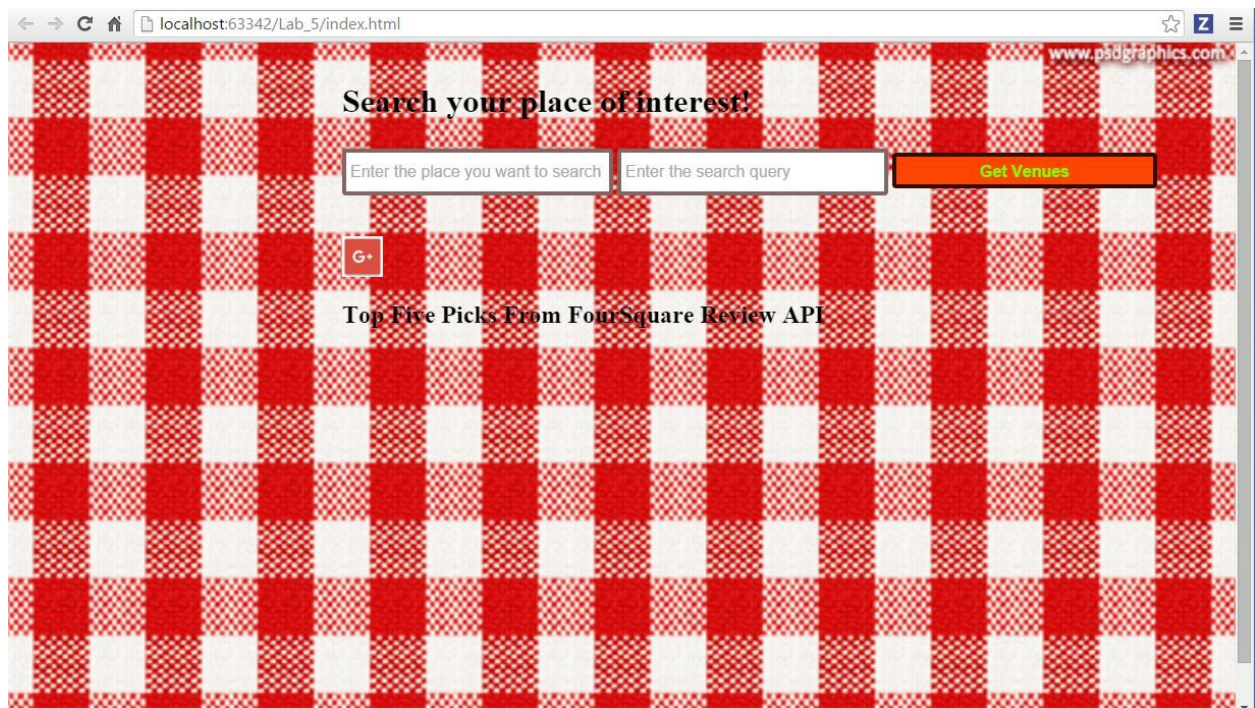 localhost:63342/Lab_5/index.html
Z
www.psdgraphics.com
Search your place of interest!
Enter the place you want to search Enter the search query Get Venues
G+
Top Five Picks From FourSquare Review API